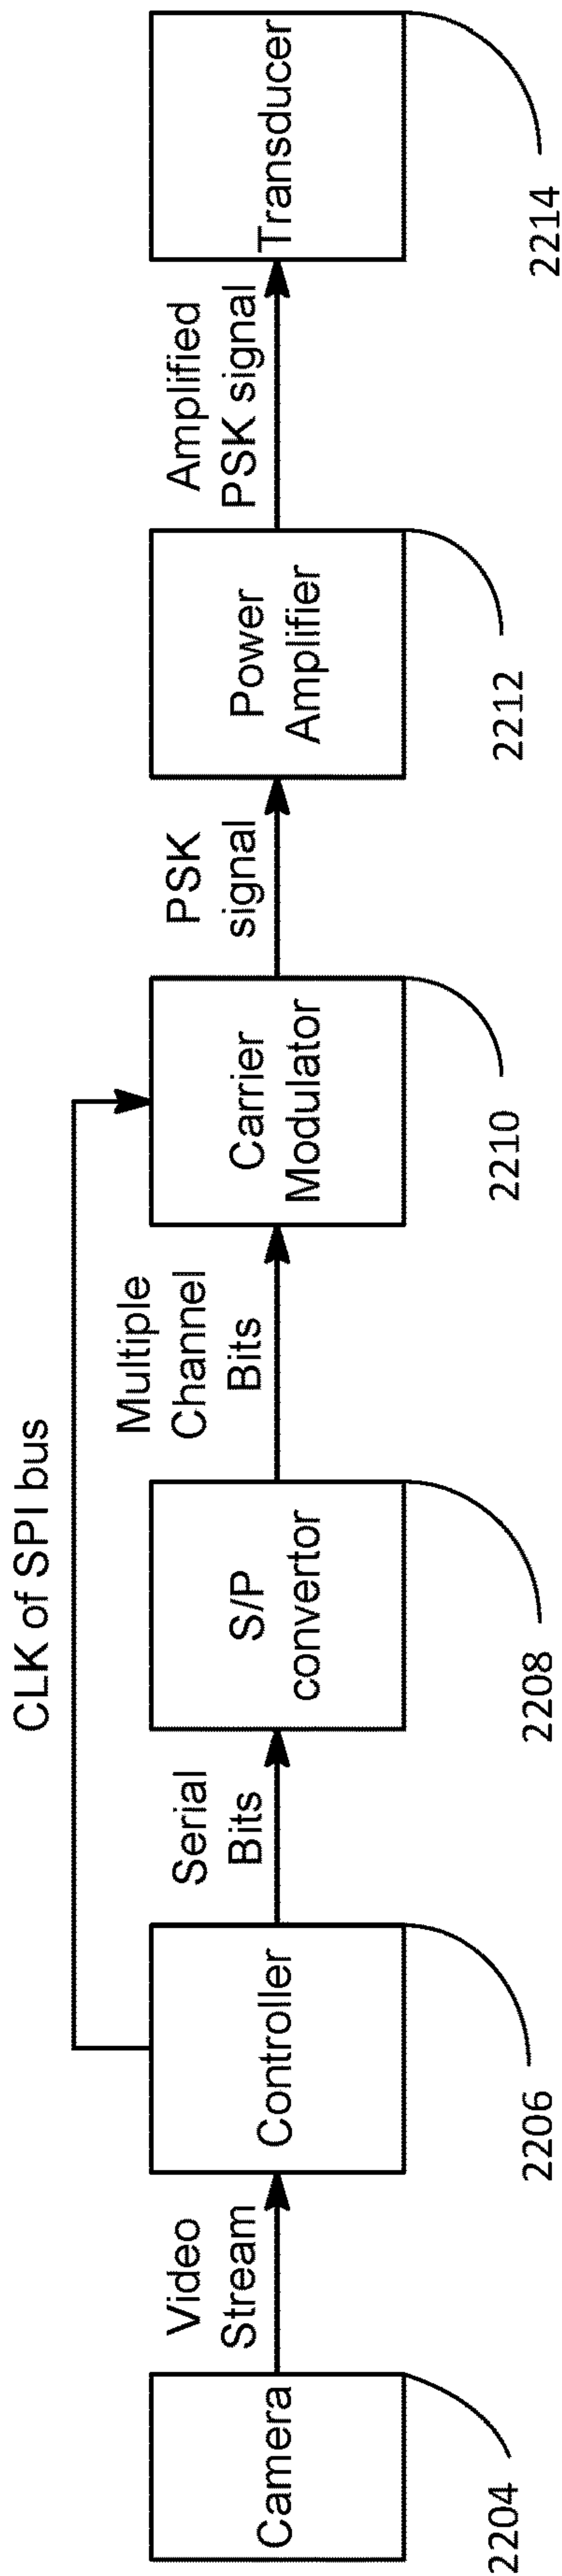 CLK of SPI bus
Camera
Video
Stream
Controller
Serial
Bits
S/P
convertor
Multiple
Channel
Bits
Carrier
Modulator
PSK
signal
Power
Amplifier
Amplified
PSK signal
Transducer
2204
2206
2208
2210
2212
2214